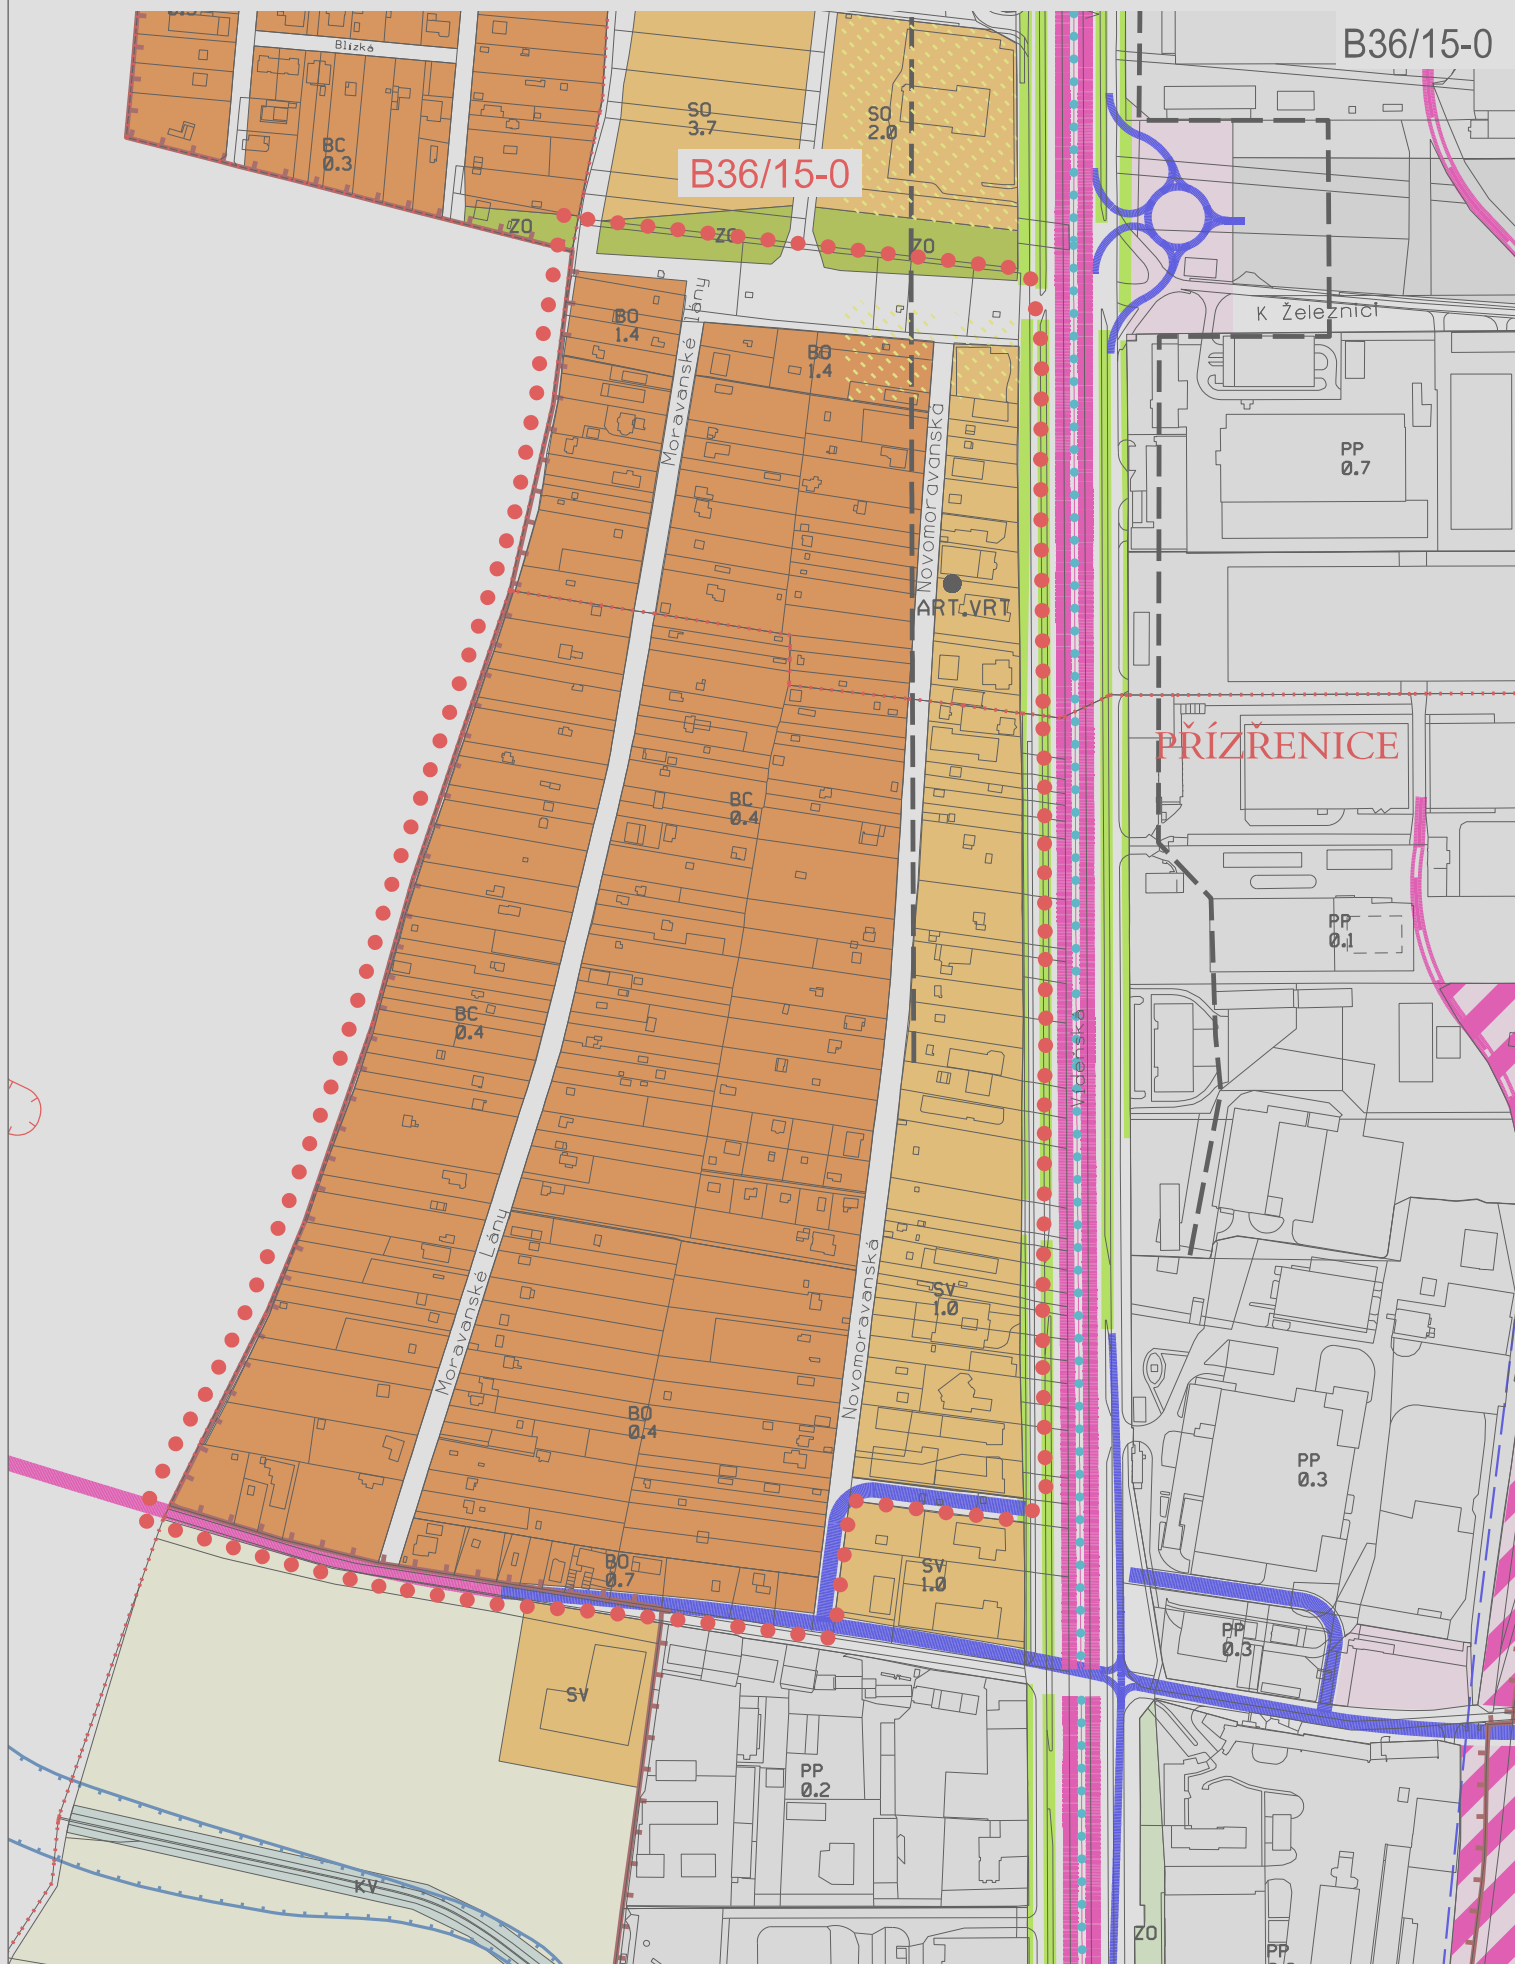 B36/15-0
Blízká
SO
3.7
SO
2.0
BC
0.3
B36/15-0
ZO
ZO
ZO
D
Moravanské lány
K Železnici
BO
1.4
BO
1.4
Novomoravanska
PP
0.7
ART.VRT
PŘÍZŘENICE
BC
0.4
PP
0.1
BC
0.4
Vídeňská
Moravanské Lány
Novomoravanská
SV
1.0
BO
0.4
PP
0.3
BO
0.7
SV
1.0
PP
0.3
SV
PP
0.2
KV
ZO
PP